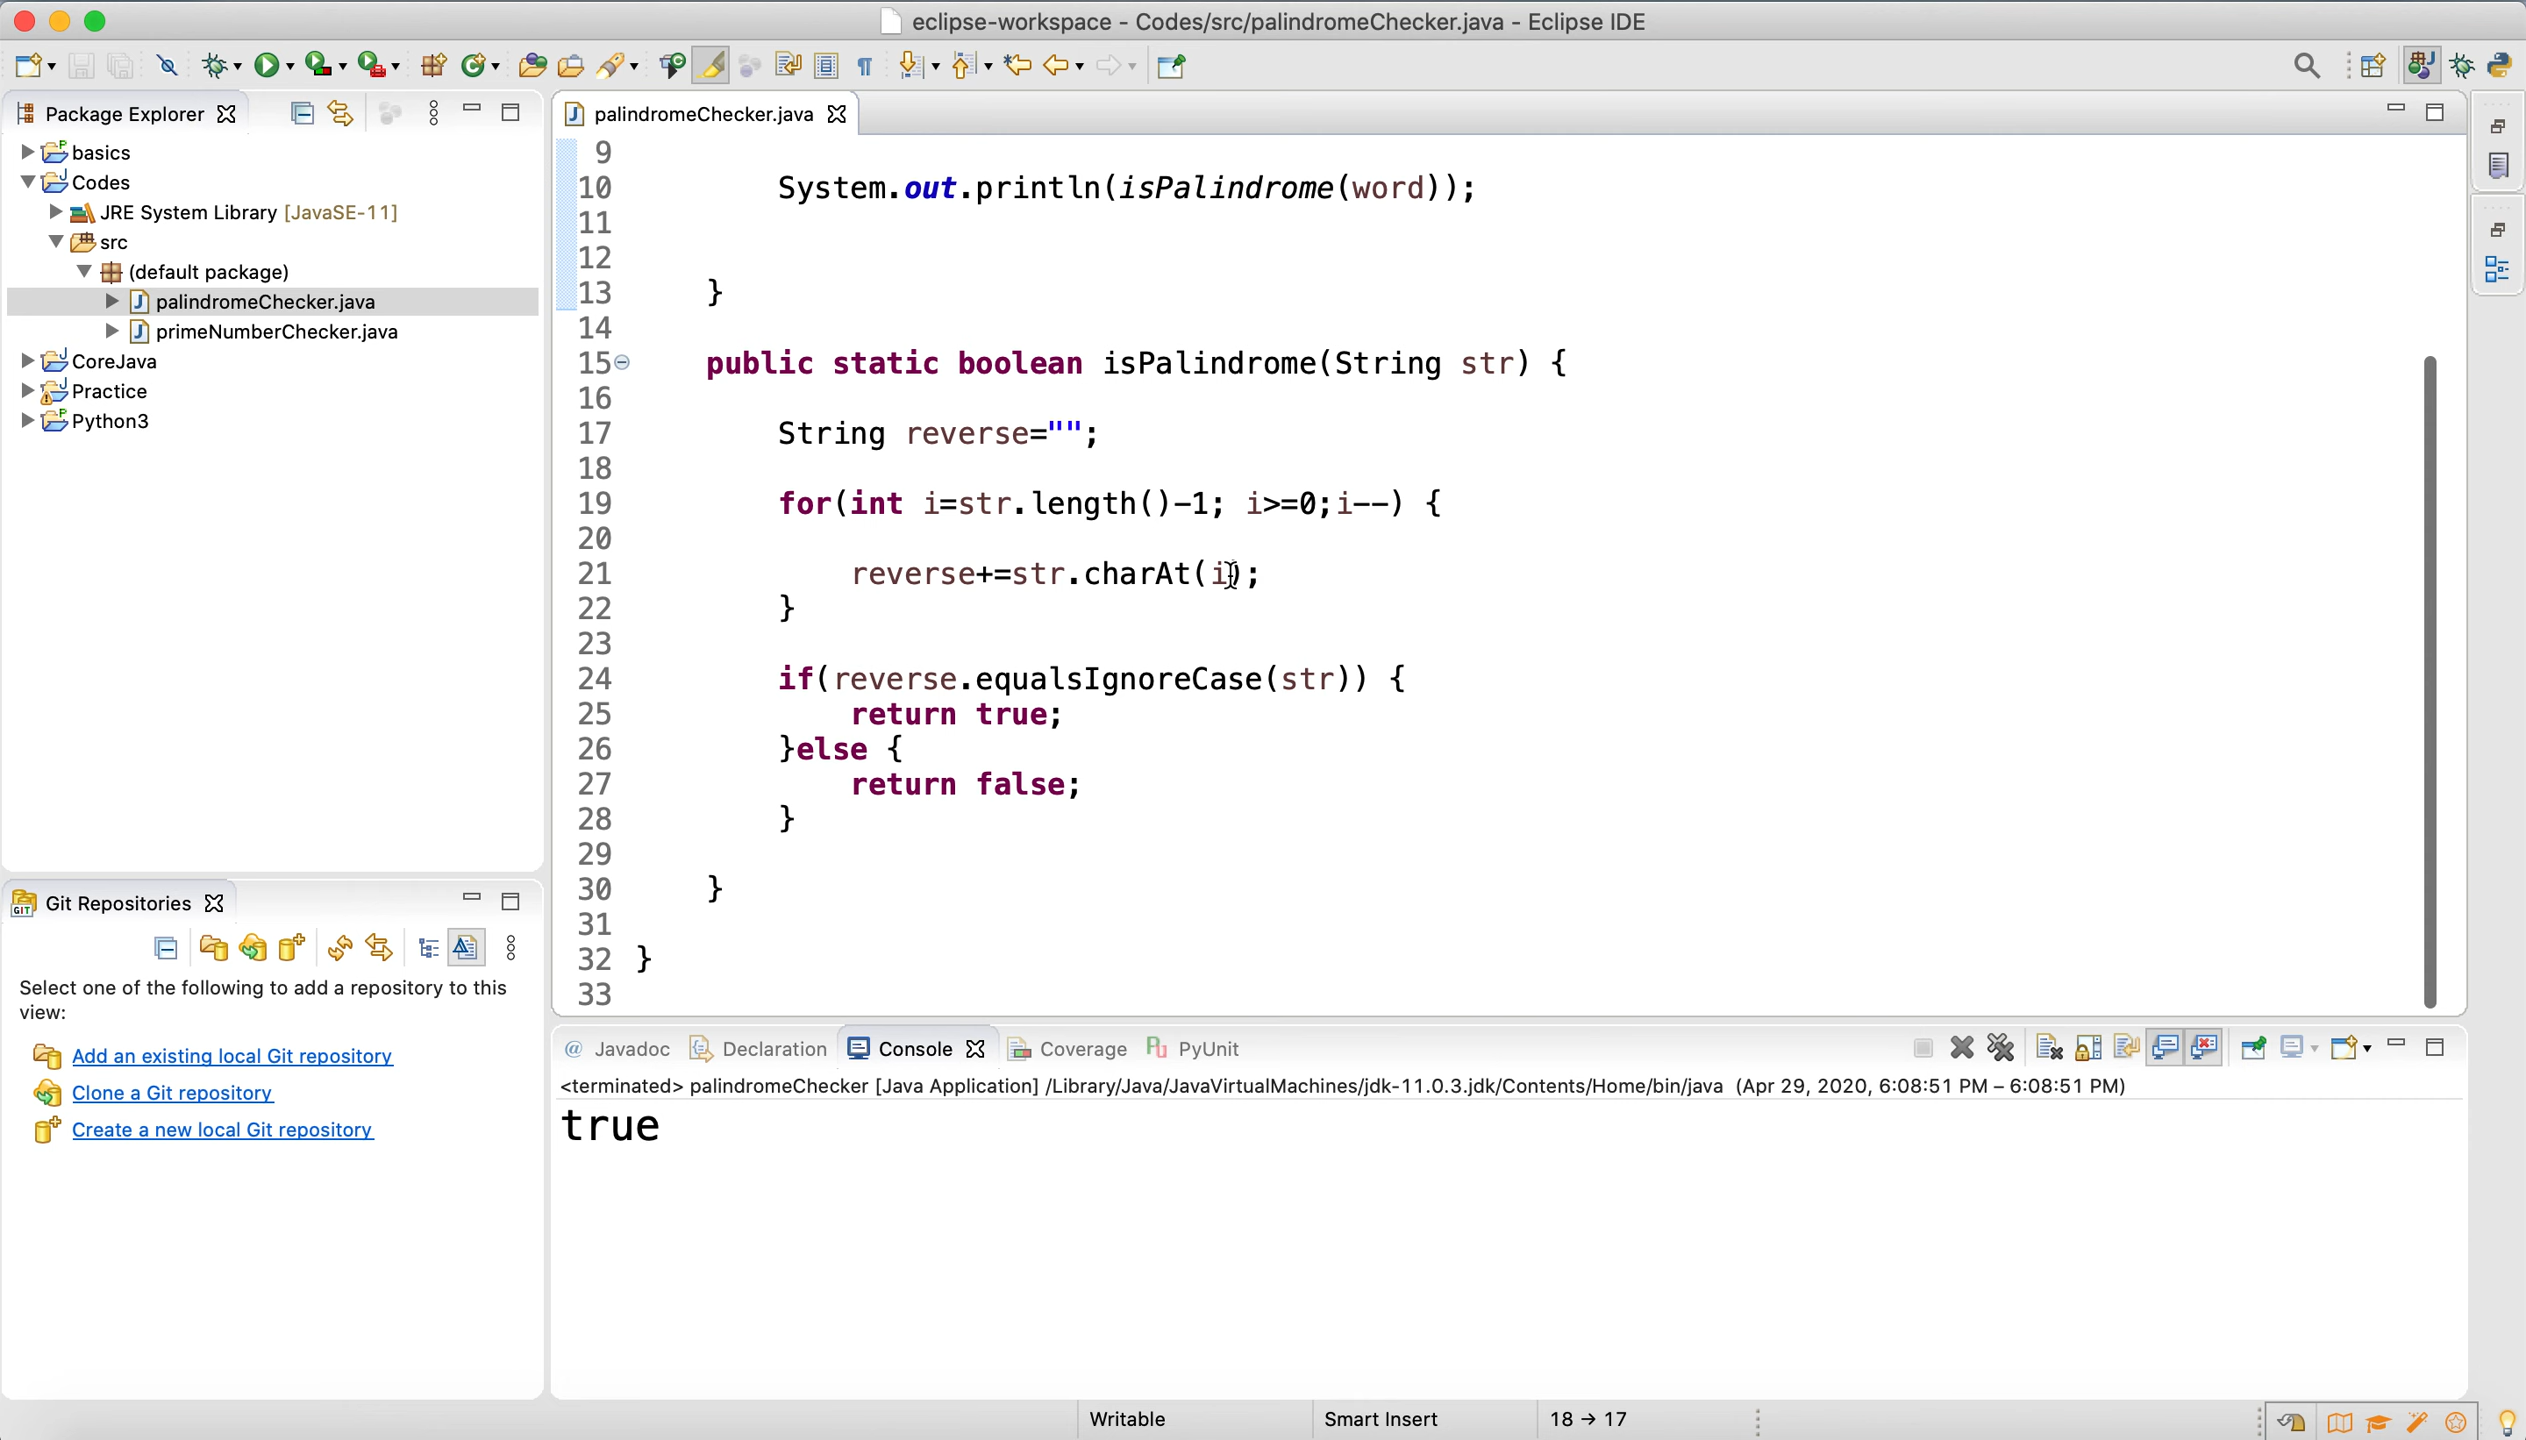 eclipse-workspace - Codes/src/palindromeChecker.java - Eclipse IDE
Package Explorer
basics
Codes
JRE System Library [JavaSE-11]
src
(default package)
palindromeChecker.java
primeNumberChecker.java
CoreJava
Practice
Python3
Git Repositories
Select one of the following to add a repository to this
view:
Add an existing local Git repository
Clone a Git repository
Create a new local Git repository
palindromeChecker.java
9
10 System.out.println(isPalindrome(word));
11
12
13 }
14
15 public static boolean isPalindrome(String str) {
16
17 String reverse="";
18
19 for(int i=str.length()-1; i>=0;i--) {
20
21 reverse+=str.charAt(i);
22 }
23
24 if(reverse.equalsIgnoreCase(str)) {
25 return true;
26 }else {
27 return false;
28 }
29
30 }
31
32 }
33
@ Javadoc Declaration Console Coverage Pu PyUnit
<terminated> palindromeChecker [Java Application] /Library/Java/JavaVirtualMachines/jdk-11.0.3.jdk/Contents/Home/bin/java (Apr 29, 2020, 6:08:51 PM – 6:08:51 PM)
true
Writable Smart Insert 18 → 17